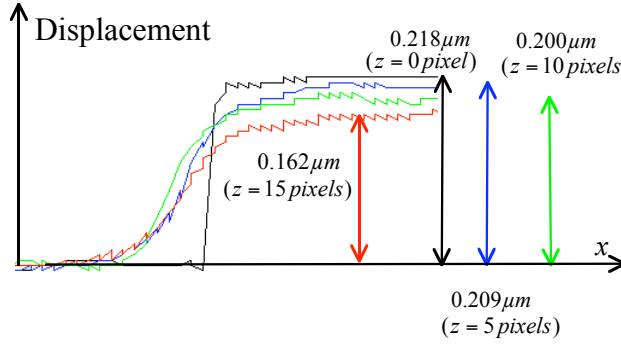 Displacement
0.218μm
(z = 0 pixel)
0.200μm
(z = 10 pixels
0.162μm
(z = 15 pixels)
x
0.209μm
(z = 5 pixels)